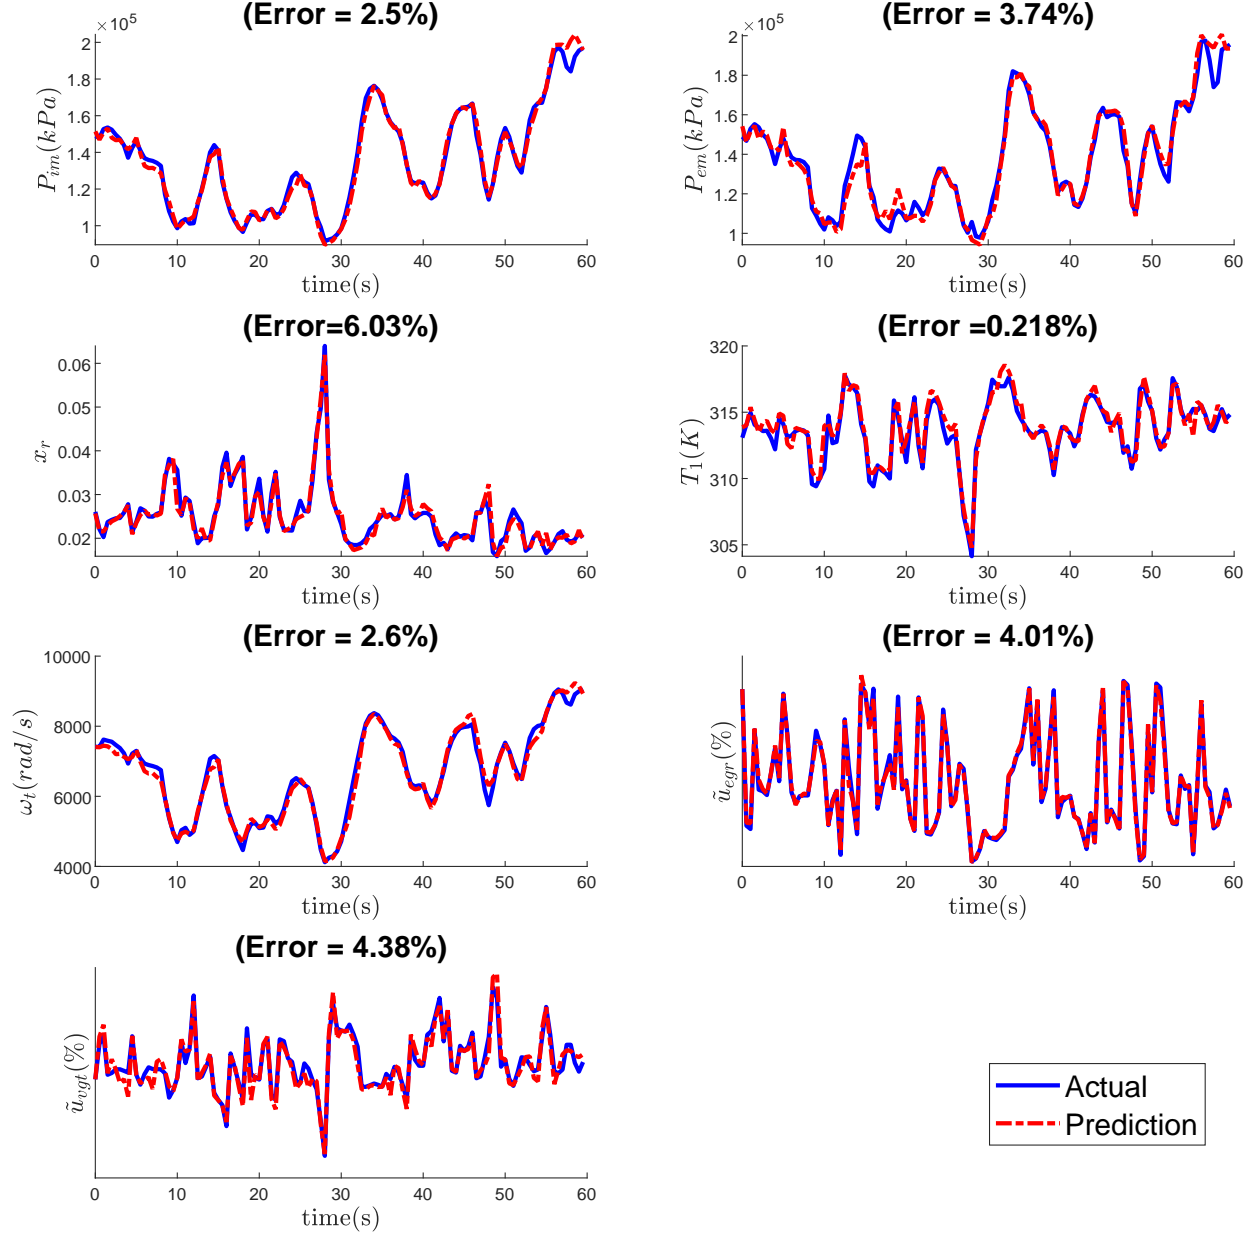 (Error = 2.5%)
×10⁵
2
1.8
1.6
1.4
1.2
1
P_im(kPa)
0 10 20 30 40 50 60
time(s)
(Error = 3.74%)
×10⁵
2
1.8
1.6
1.4
1.2
1
P_em(kPa)
0 10 20 30 40 50 60
time(s)
(Error=6.03%)
0.06
0.05
0.04
0.03
0.02
x_r
0 10 20 30 40 50 60
time(s)
(Error =0.218%)
320
315
310
305
T_1(K)
0 10 20 30 40 50 60
time(s)
(Error = 2.6%)
10000
8000
6000
4000
ω_t(rad/s)
0 10 20 30 40 50 60
time(s)
(Error = 4.01%)
ũ_egr(%)
0 10 20 30 40 50 60
time(s)
(Error = 4.38%)
ũ_vgt(%)
0 10 20 30 40 50 60
time(s)
Actual
Prediction